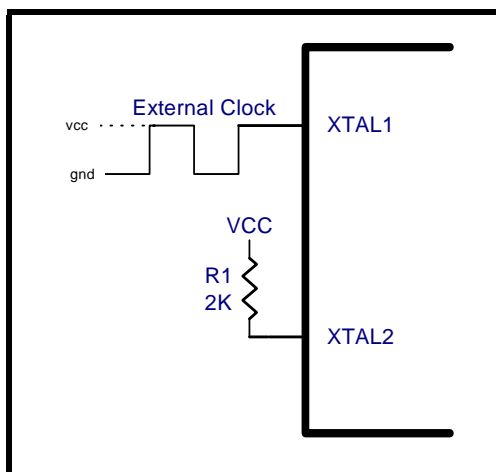 External Clock
vcc
XTAL1
gnd
VCC
R1
2K
XTAL2